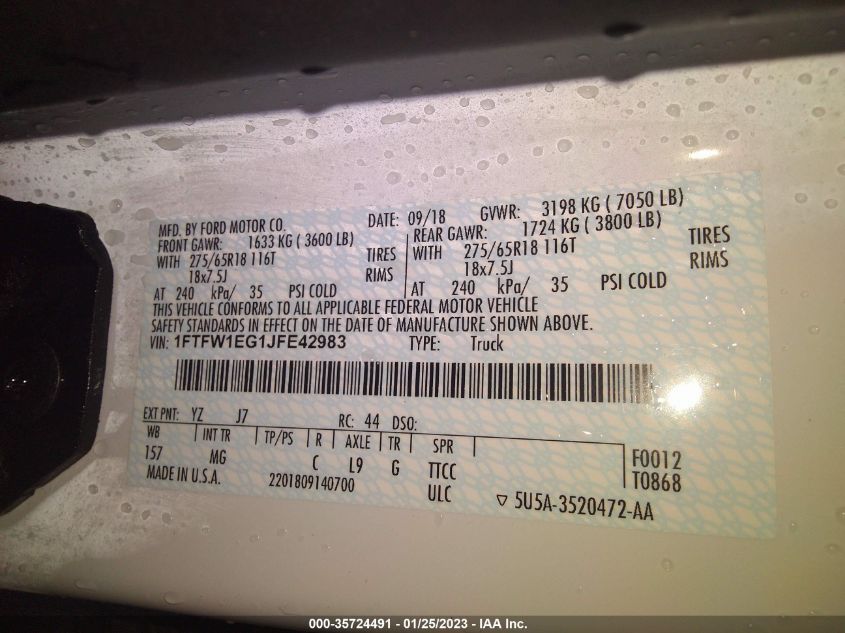 MFD. BY FORD MOTOR CO. DATE: 09/18 GVWR: 3198 KG ( 7050 LB)
FRONT GAWR: 1633 KG ( 3600 LB) REAR GAWR: 1724 KG ( 3800 LB)
WITH 275/65R18 116T TIRES WITH 275/65R18 116T TIRES
18x7.5J RIMS 18x7.5J RIMS
AT 240 kPa/ 35 PSI COLD AT 240 kPa/ 35 PSI COLD
THIS VEHICLE CONFORMS TO ALL APPLICABLE FEDERAL MOTOR VEHICLE
SAFETY STANDARDS IN EFFECT ON THE DATE OF MANUFACTURE SHOWN ABOVE.
VIN: 1FTFW1EG1JFE42983 TYPE: Truck
EXT PNT: YZ J7 RC: 44 DSO:
WB INT TR TP/PS R AXLE TR SPR
157 MG C L9 G TTCC F0012
MADE IN U.S.A. 2201809140700 ULC T0868
5U5A-3520472-AA
000-35724491 - 01/25/2023 - IAA Inc.